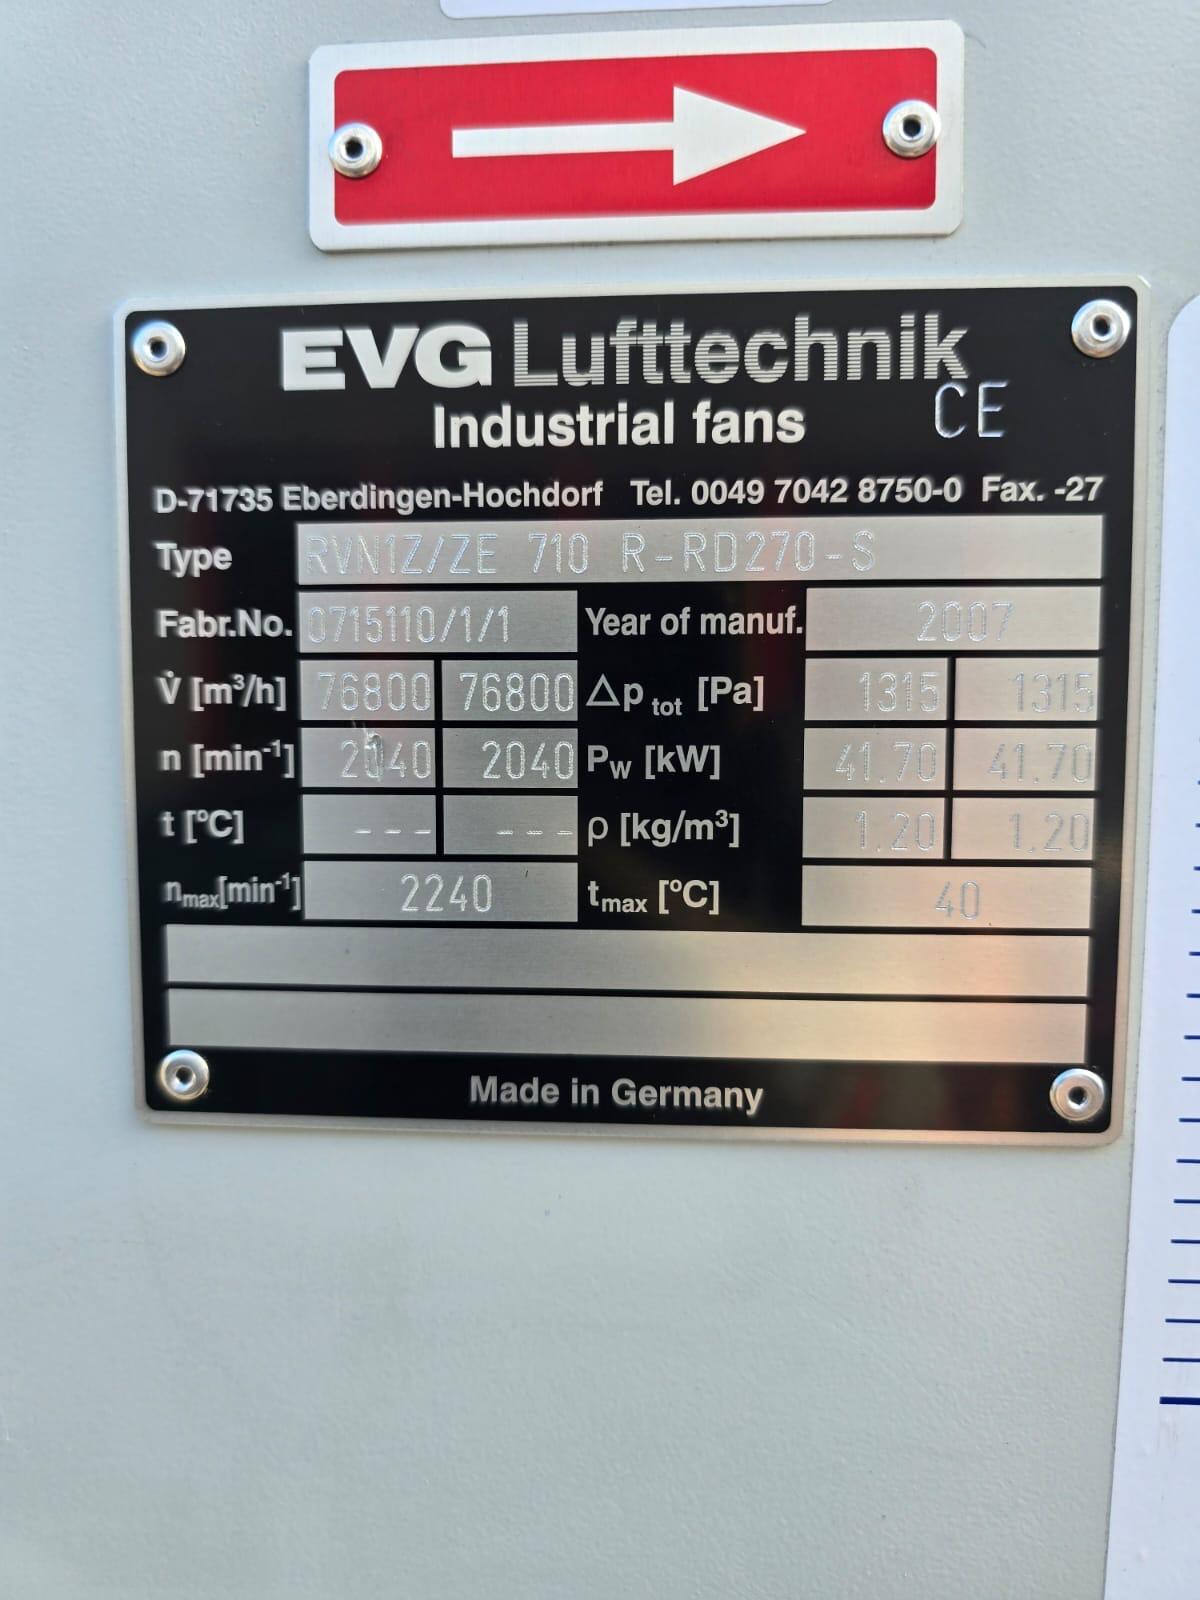 EVG Lufttechnik
Industrial fans CE
D-71735 Eberdingen-Hochdorf Tel. 0049 7042 8750-0 Fax. -27
Type RVN1Z/ZE 710 R-RD270-S
Fabr.No. 0715110/1/1 Year of manuf. 2007
V̇ [m³/h] 76800 76800 Δp tot [Pa] 1315 1315
n [min⁻¹] 2040 2040 Pw [kW] 41.70 41.70
t [°C] --- --- ρ [kg/m³] 1.20 1.20
nmax[min⁻¹] 2240 tmax [°C] 40
Made in Germany